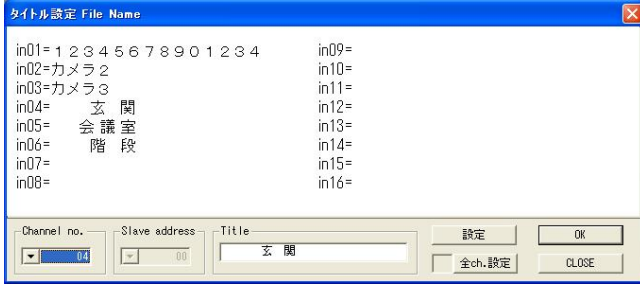 タイトル設定 File Name
in01=１２３４５６７８９０１２３４
in02=カメラ２
in03=カメラ３
in04=　　玄　関
in05=　会 議 室
in06=　　階　段
in07=
in08=
in09=
in10=
in11=
in12=
in13=
in14=
in15=
in16=
Channel no.
04
Slave address
00
Title
玄　関
設定
OK
全ch.設定
CLOSE